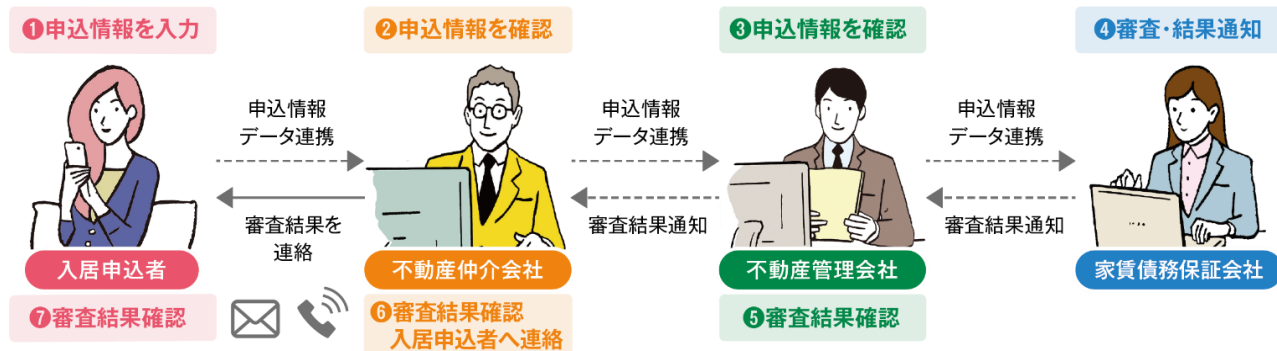 ❶申込情報を入力
❷申込情報を確認
❸申込情報を確認
❹審査・結果通知
申込情報
データ連携
申込情報
データ連携
申込情報
データ連携
審査結果を
連絡
審査結果通知
審査結果通知
入居申込者
不動産仲介会社
不動産管理会社
家賃債務保証会社
❼審査結果確認
❻審査結果確認
入居申込者へ連絡
❺審査結果確認